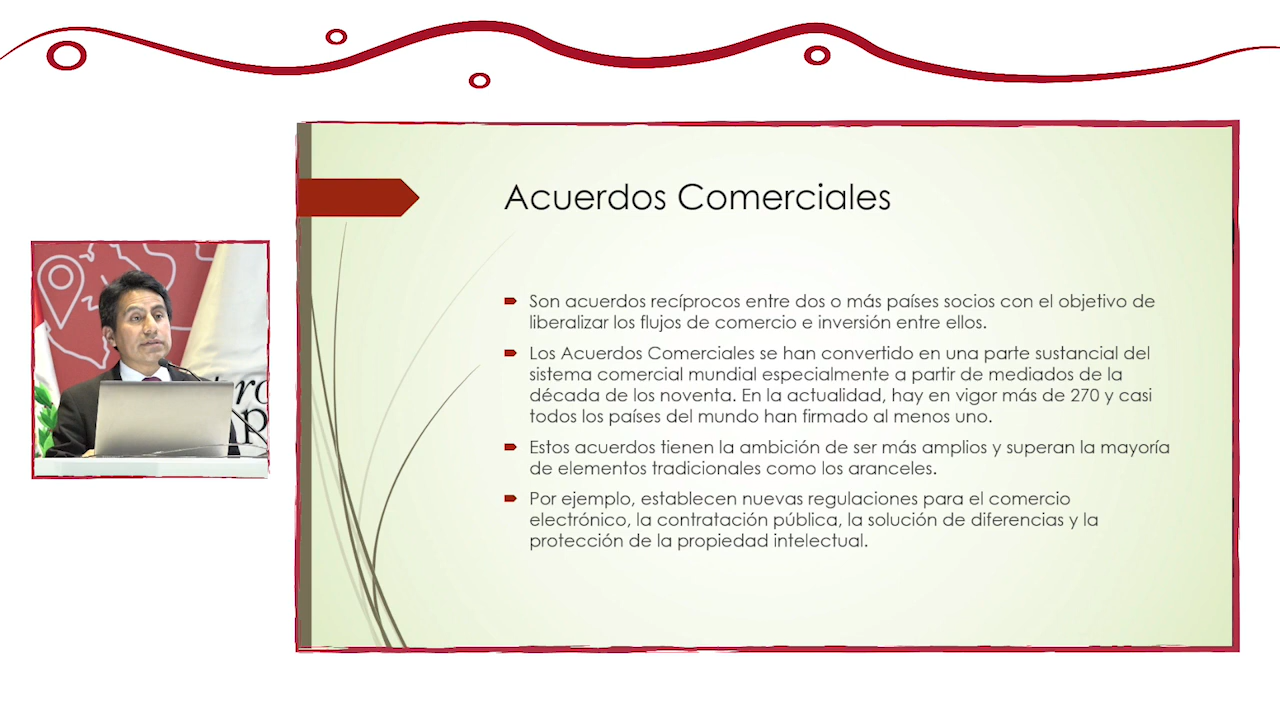 Acuerdos Comerciales
Son acuerdos recíprocos entre dos o más países socios con el objetivo de
liberalizar los flujos de comercio e inversión entre ellos.
Los Acuerdos Comerciales se han convertido en una parte sustancial del
sistema comercial mundial especialmente a partir de mediados de la
década de los noventa. En la actualidad, hay en vigor más de 270 y casi
todos los países del mundo han firmado al menos uno.
Estos acuerdos tienen la ambición de ser más amplios y superan la mayoría
de elementos tradicionales como los aranceles.
Por ejemplo, establecen nuevas regulaciones para el comercio
electrónico, la contratación pública, la solución de diferencias y la
protección de la propiedad intelectual.